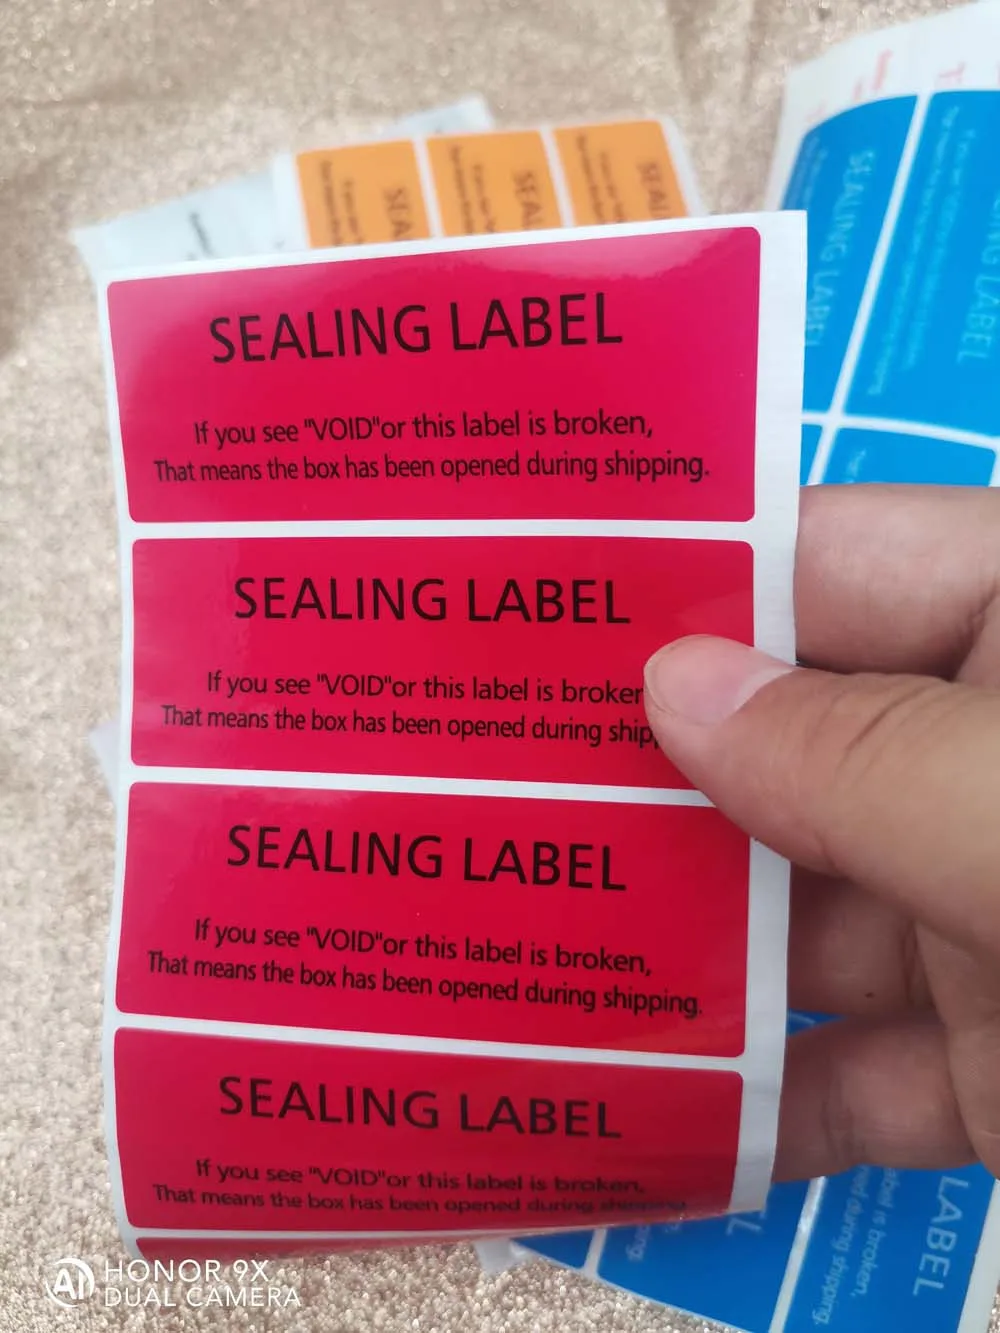 SEAL
SEAL
SEAL
SEALING LABEL
LABEL
SEALING LABEL
If you see "VOID"or this label is broken,
That means the box has been opened during shipping.
SEALING LABEL
If you see "VOID"or this label is broken
That means the box has been opened during ship
SEALING LABEL
If you see "VOID"or this label is broken,
That means the box has been opened during shipping.
SEALING LABEL
If you see "VOID"or this label is broken,
That means the box has been opened during shipping.
LABEL
label is broken,
during shipping.
HONOR 9X
DUAL CAMERA